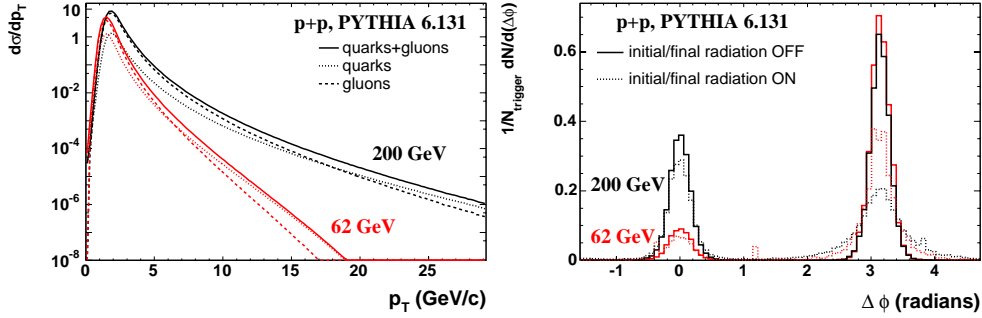 dσ/dp_T
p+p, PYTHIA 6.131
quarks+gluons
quarks
gluons
200 GeV
62 GeV
10
1
10^-2
10^-4
10^-6
10^-8
0 5 10 15 20 25
p_T (GeV/c)
1/N_trigger dN/d(Δϕ)
p+p, PYTHIA 6.131
initial/final radiation OFF
initial/final radiation ON
200 GeV
62 GeV
0.6
0.4
0.2
0
-1 0 1 2 3 4
Δ ϕ (radians)